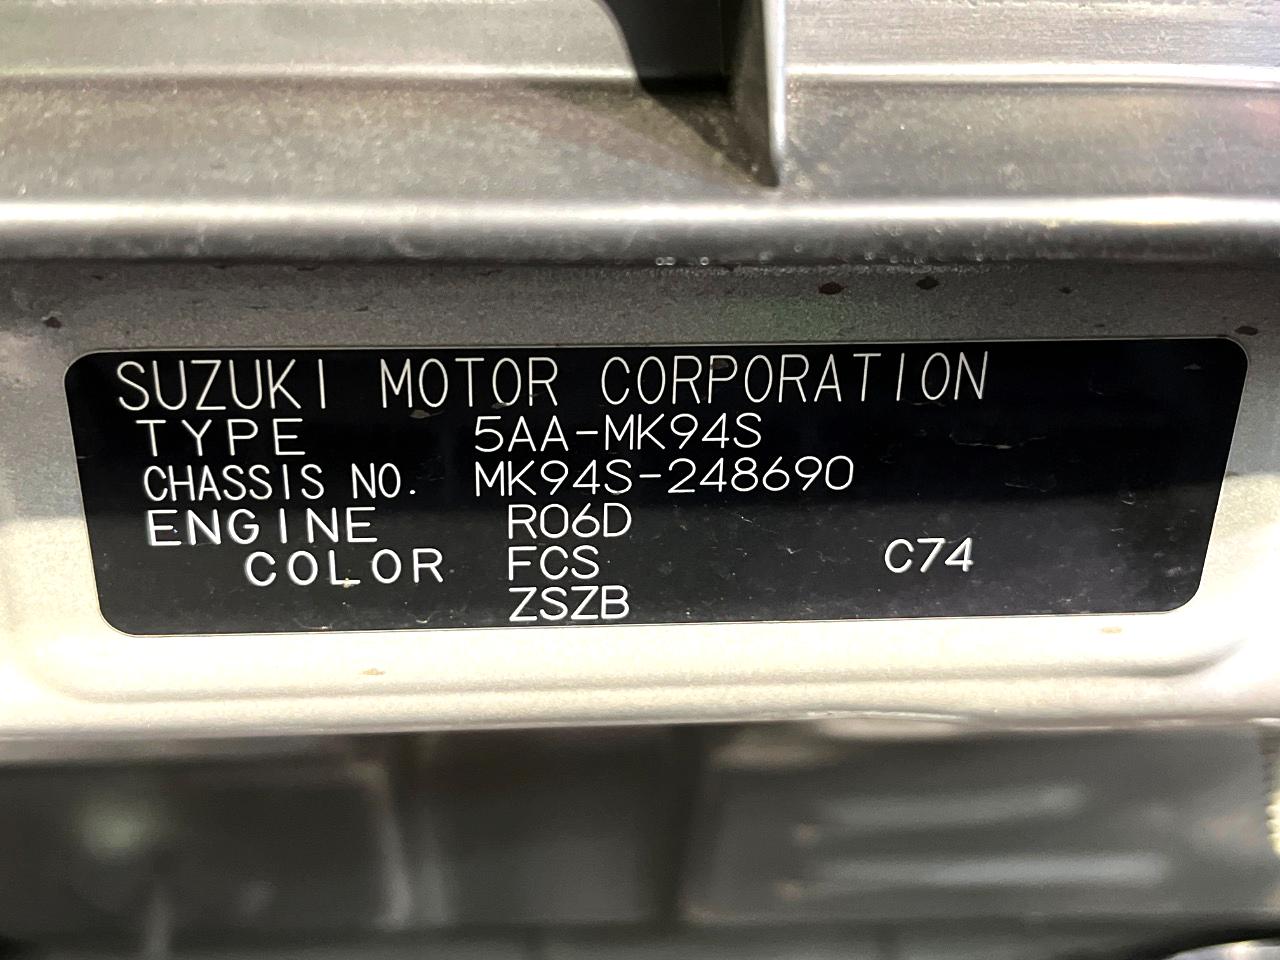 SUZUKI MOTOR CORPORATION
TYPE 5AA-MK94S
CHASSIS NO. MK94S-248690
ENGINE R06D
COLOR FCS C74
ZSZB